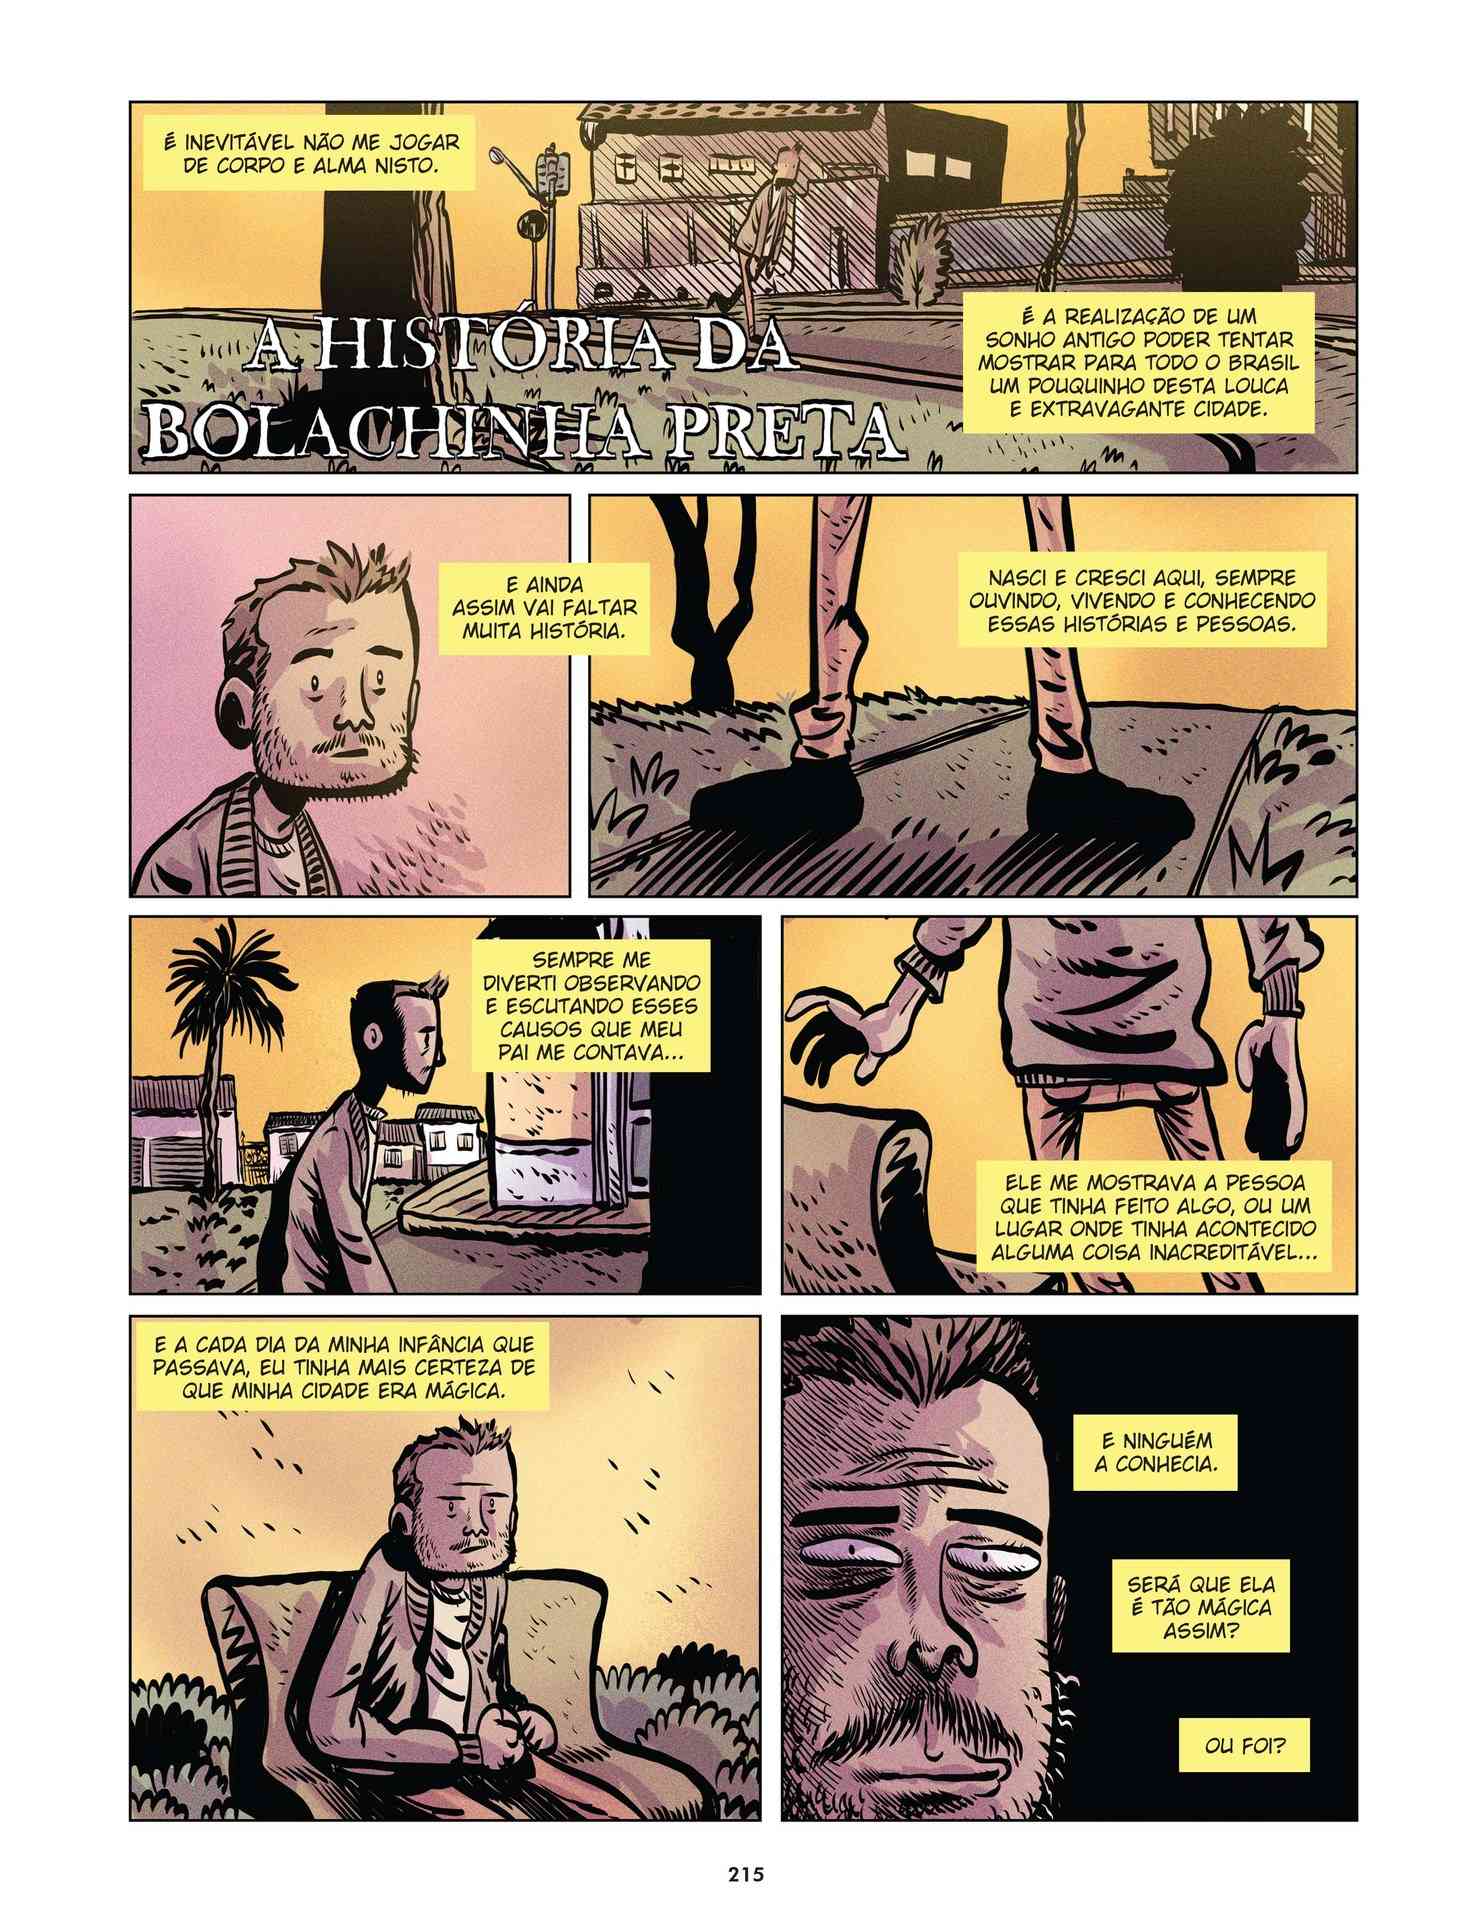 É INEVITÁVEL NÃO ME JOGAR
DE CORPO E ALMA NISTO.
A HISTÓRIA DA
BOLACHINHA PRETA
É A REALIZAÇÃO DE UM
SONHO ANTIGO PODER TENTAR
MOSTRAR PARA TODO O BRASIL
UM POUQUINHO DESTA LOUCA
E EXTRAVAGANTE CIDADE.
E AINDA
ASSIM VAI FALTAR
MUITA HISTÓRIA.
NASCI E CRESCI AQUI, SEMPRE
OUVINDO, VIVENDO E CONHECENDO
ESSAS HISTÓRIAS E PESSOAS.
SEMPRE ME
DIVERTI OBSERVANDO
E ESCUTANDO ESSES
CAUSOS QUE MEU
PAI ME CONTAVA...
ELE ME MOSTRAVA A PESSOA
QUE TINHA FEITO ALGO, OU UM
LUGAR ONDE TINHA ACONTECIDO
ALGUMA COISA INACREDITÁVEL...
E A CADA DIA DA MINHA INFÂNCIA QUE
PASSAVA, EU TINHA MAIS CERTEZA DE
QUE MINHA CIDADE ERA MÁGICA.
E NINGUÉM
A CONHECIA.
SERÁ QUE ELA
É TÃO MÁGICA
ASSIM?
OU FOI?
215